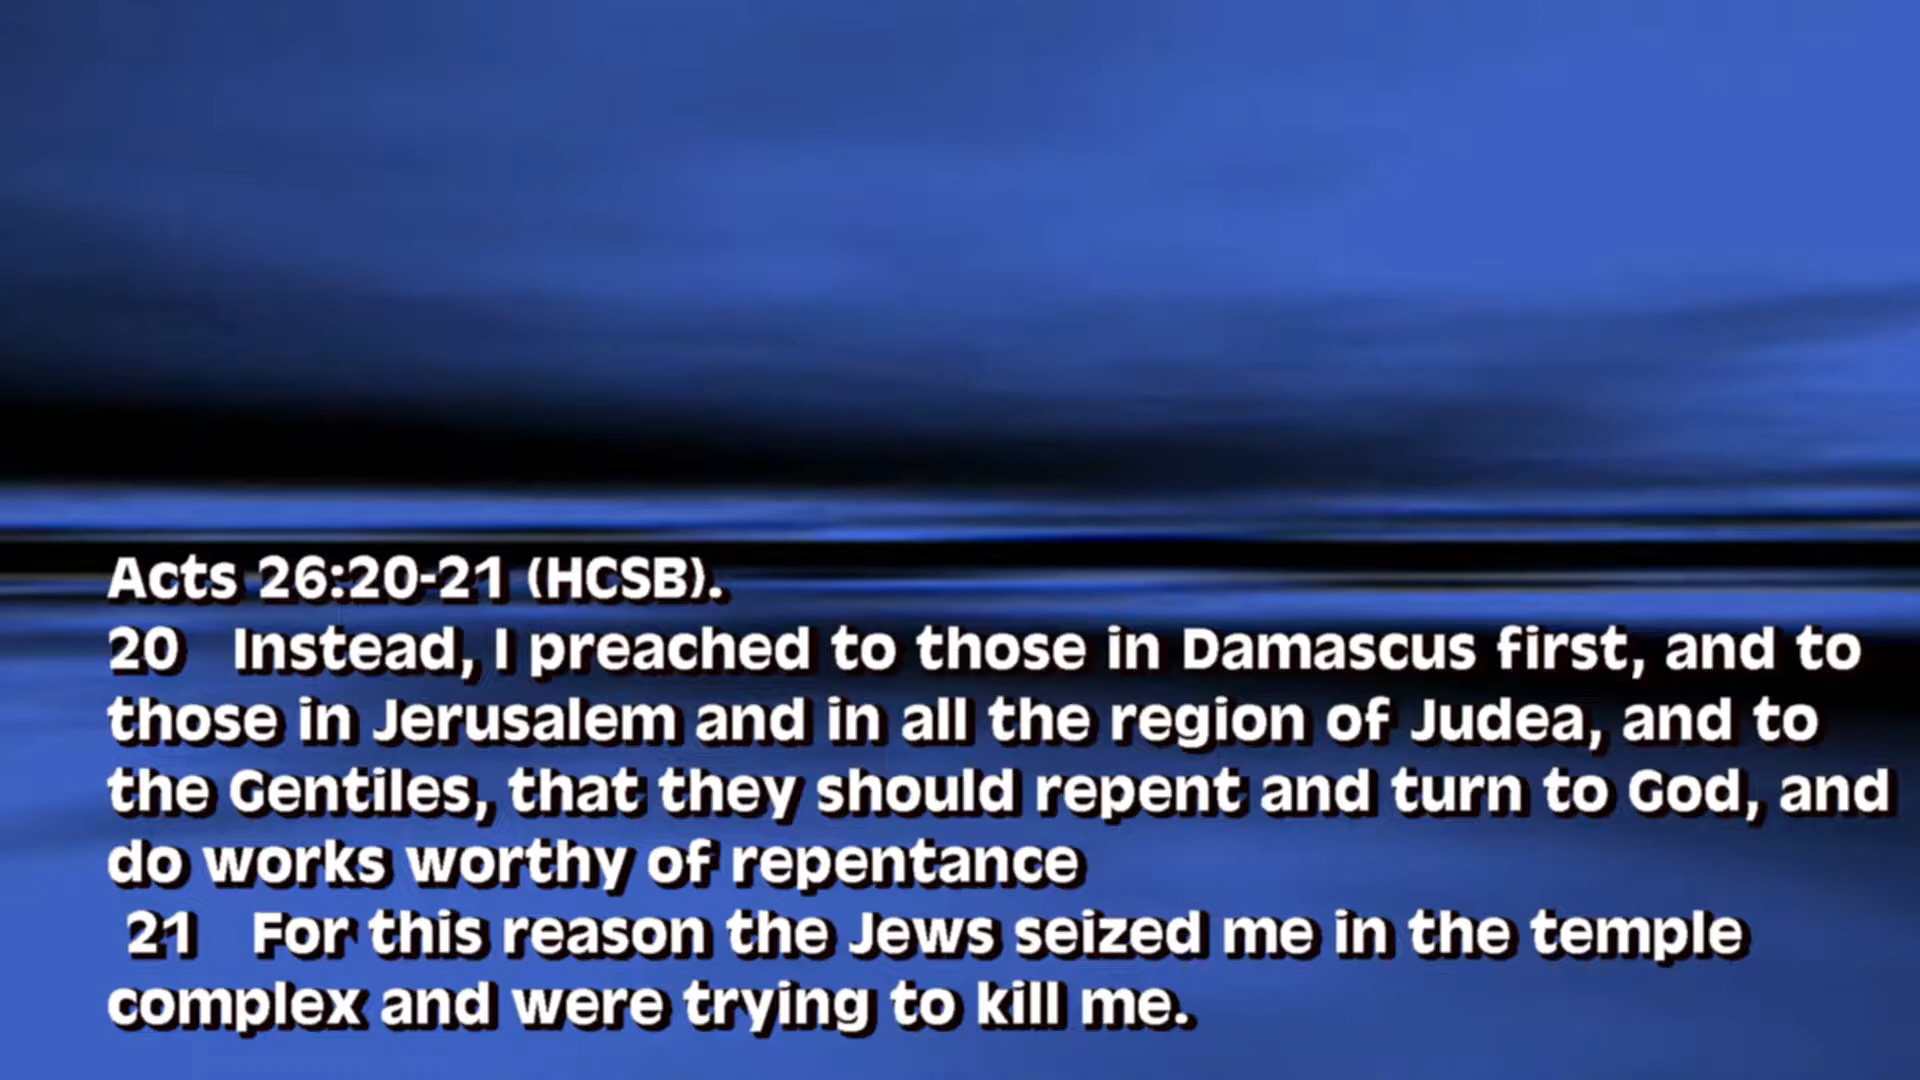 Acts 26:20-21 (HCSB).
20 Instead, I preached to those in Damascus first, and to
those in Jerusalem and in all the region of Judea, and to
the Gentiles, that they should repent and turn to God, and
do works worthy of repentance
21 For this reason the Jews seized me in the temple
complex and were trying to kill me.